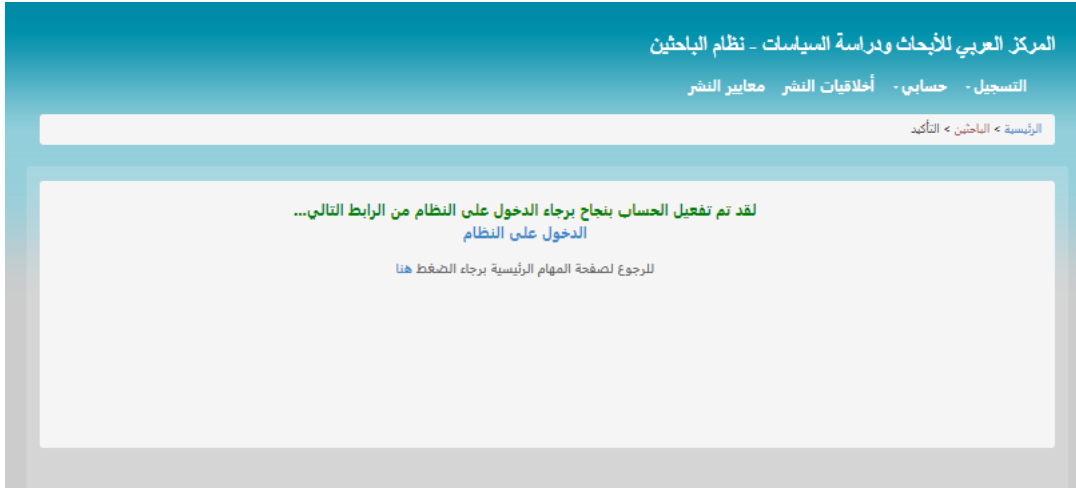 المركز العربي للأبحاث ودراسة السياسات - نظام الباحثين
التسجيل - حسابي - أخلاقيات النشر معايير النشر
الرئيسية > الباحثين > التأكيد
لقد تم تفعيل الحساب بنجاح برجاء الدخول على النظام من الرابط التالي...
الدخول على النظام
للرجوع لصفحة المهام الرئيسية برجاء الضغط هنا